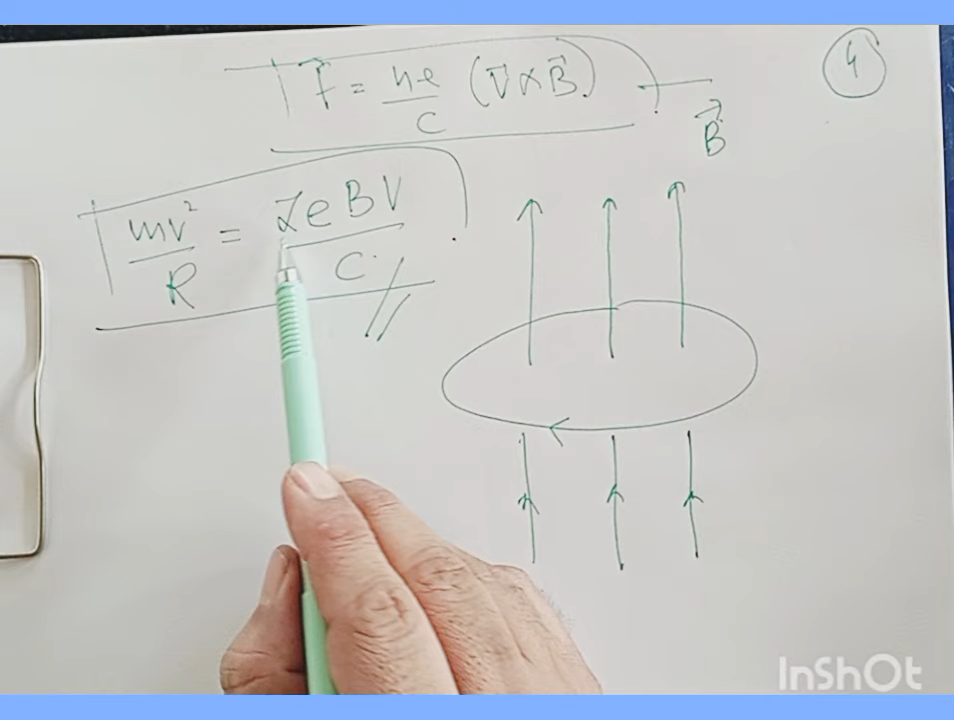 F⃗ = ne/C (V⃗ × B⃗)
4
B⃗
mv²/R = ZeBV/C.
InShOt